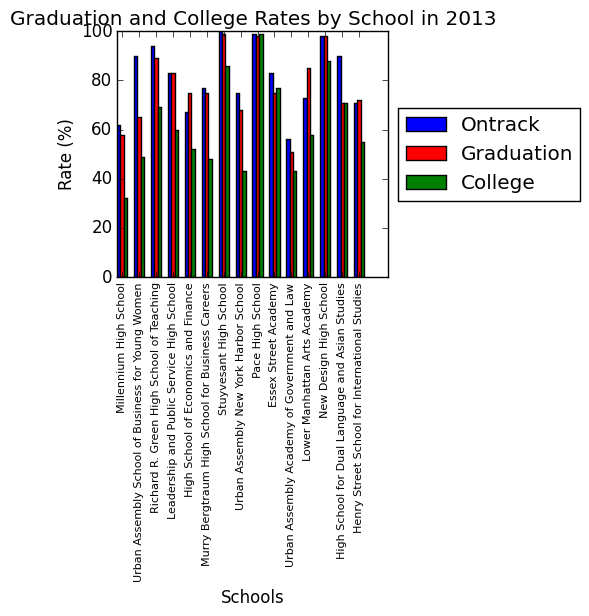 Graduation and College Rates by School in 2013
100
80
60
40
20
0
Rate (%)
Ontrack
Graduation
College
Millennium High School
Urban Assembly School of Business for Young Women
Richard R. Green High School of Teaching
Leadership and Public Service High School
High School of Economics and Finance
Murry Bergtraum High School for Business Careers
Stuyvesant High School
Urban Assembly New York Harbor School
Pace High School
Essex Street Academy
Urban Assembly Academy of Government and Law
Lower Manhattan Arts Academy
New Design High School
High School for Dual Language and Asian Studies
Henry Street School for International Studies
Schools